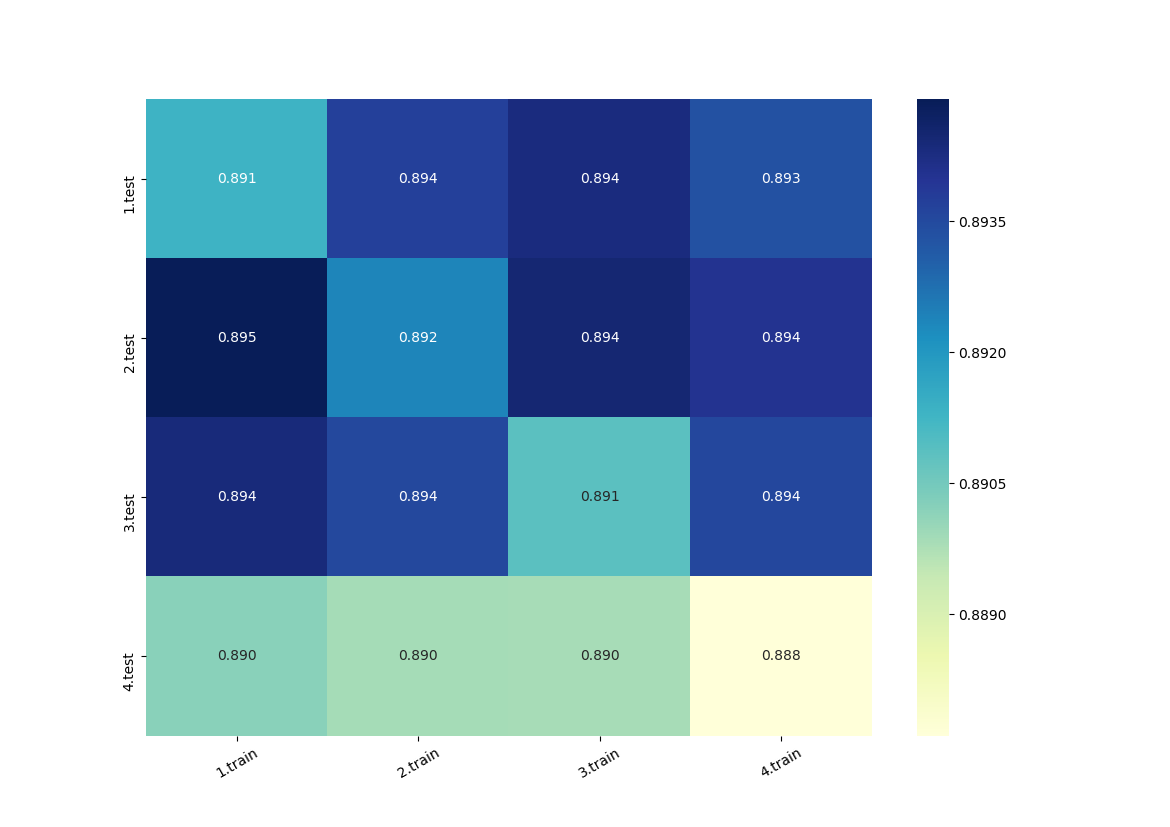 1.test 0.891 0.894 0.894 0.893
2.test 0.895 0.892 0.894 0.894
3.test 0.894 0.894 0.891 0.894
4.test 0.890 0.890 0.890 0.888
1.train 2.train 3.train 4.train
0.8935
0.8920
0.8905
0.8890